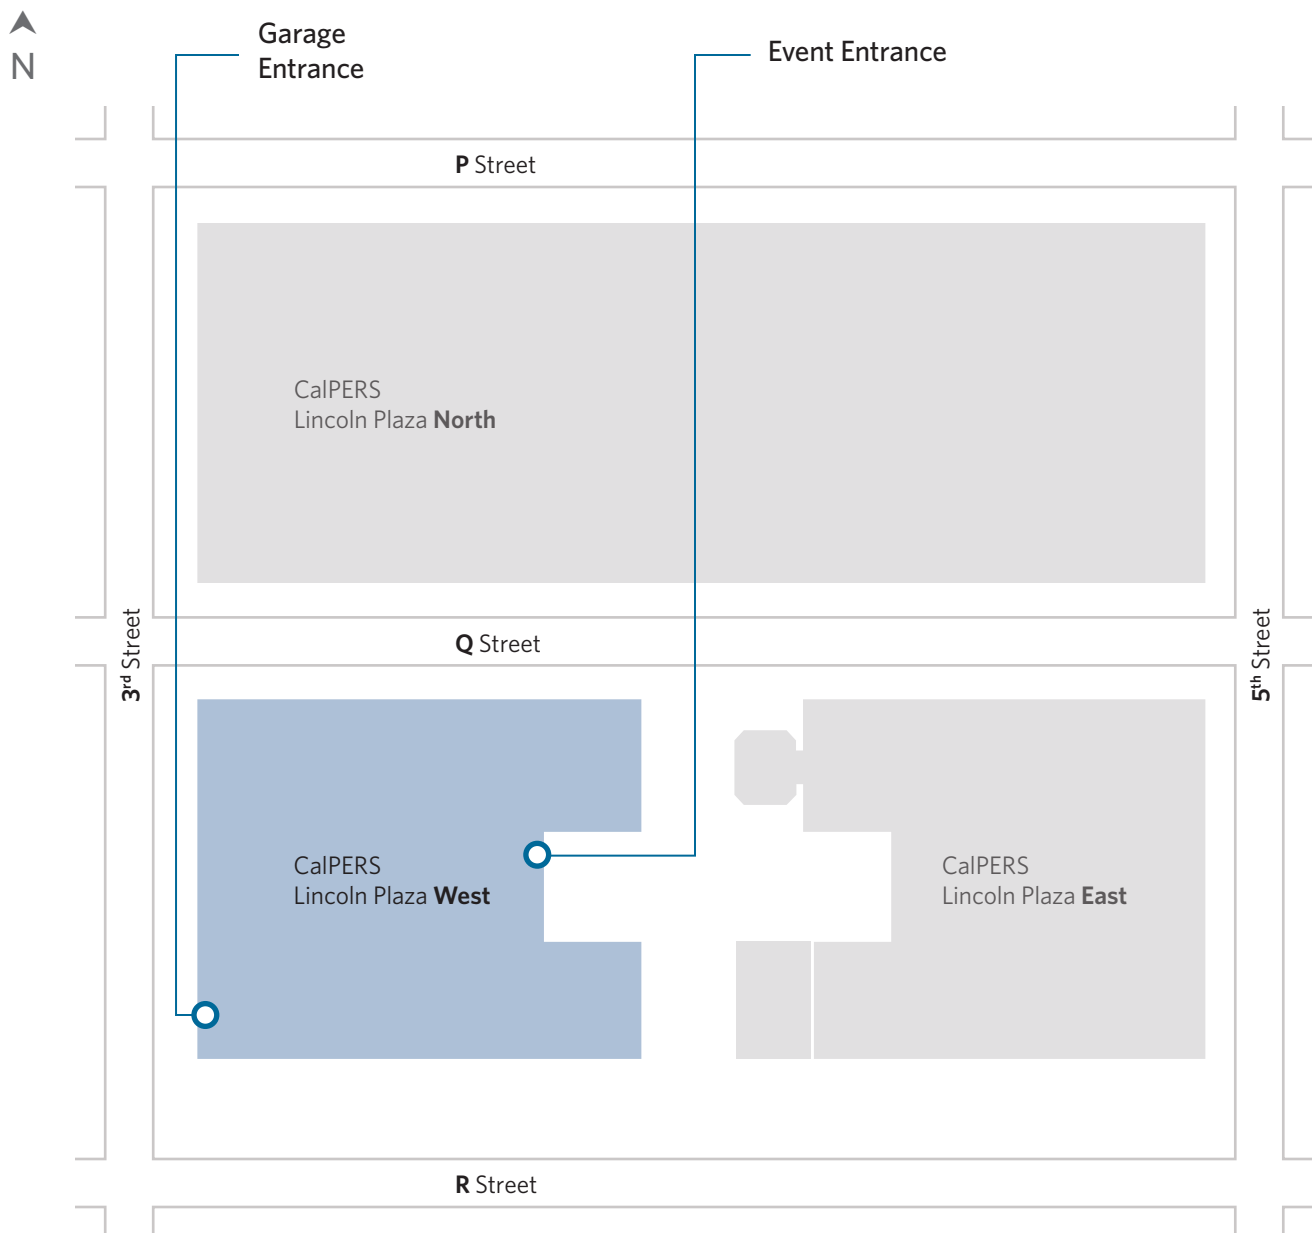 N
Garage
Entrance
Event Entrance
P Street
CalPERS
Lincoln Plaza North
3rd Street
Q Street
5th Street
CalPERS
Lincoln Plaza West
CalPERS
Lincoln Plaza East
R Street